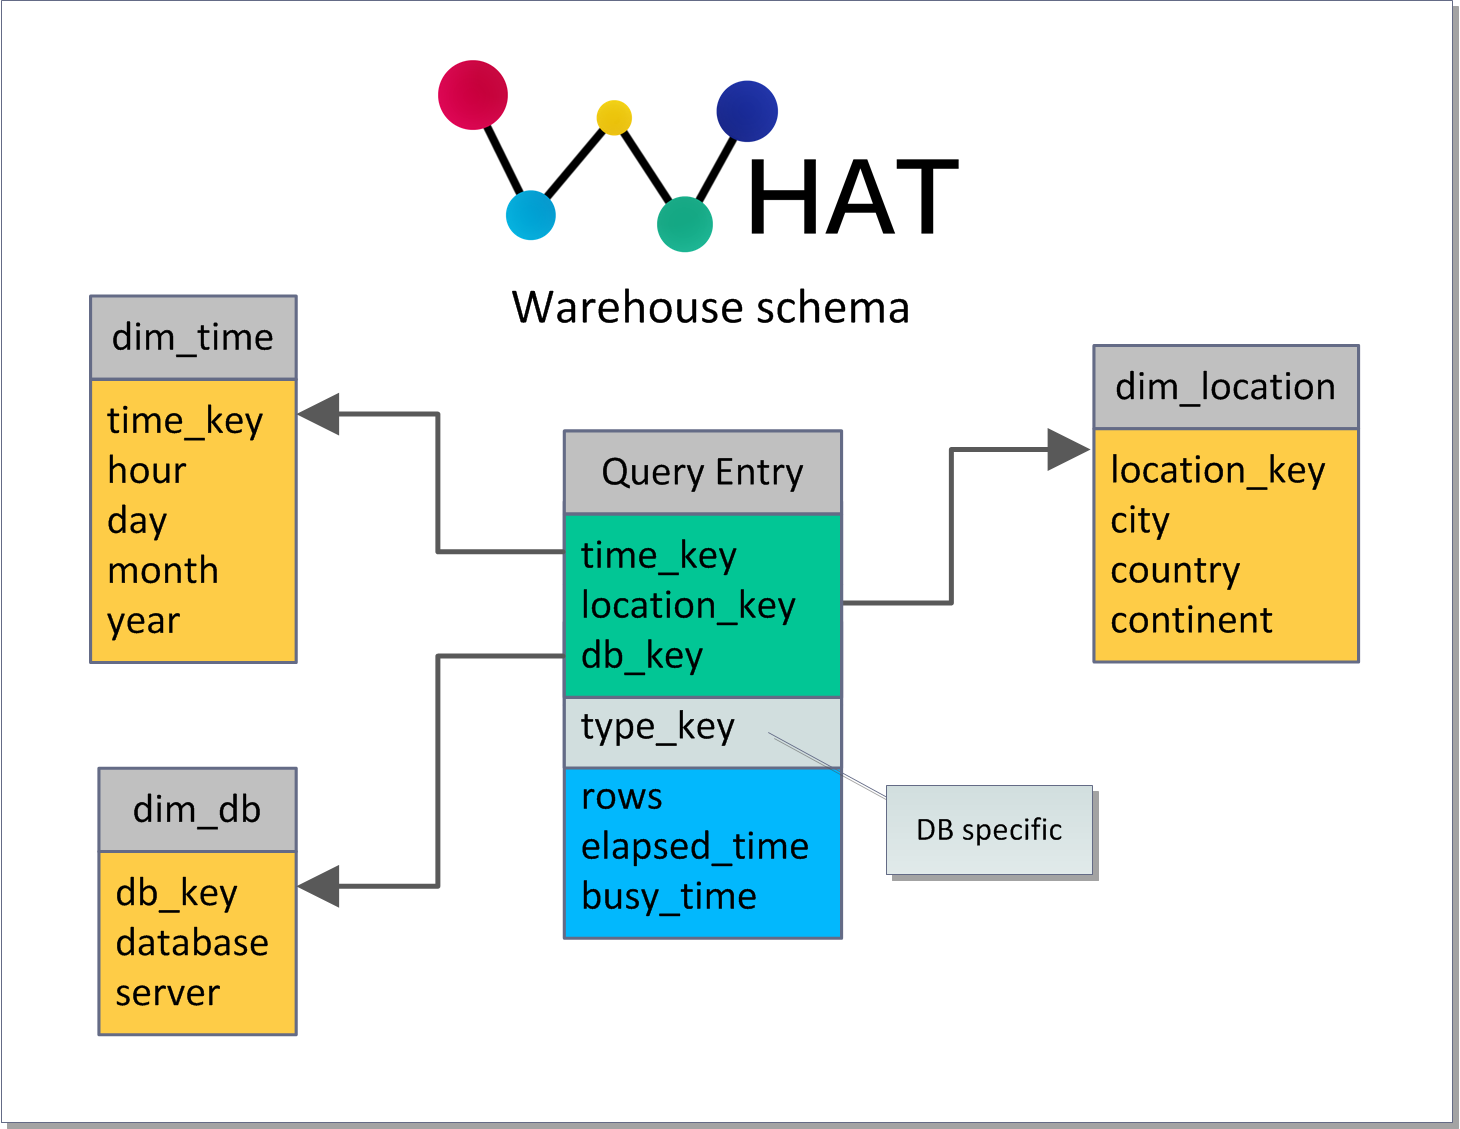 WHAT
Warehouse schema
dim_time
time_key
hour
day
month
year
dim_db
db_key
database
server
Query Entry
time_key
location_key
db_key
type_key
rows
elapsed_time
busy_time
DB specific
dim_location
location_key
city
country
continent